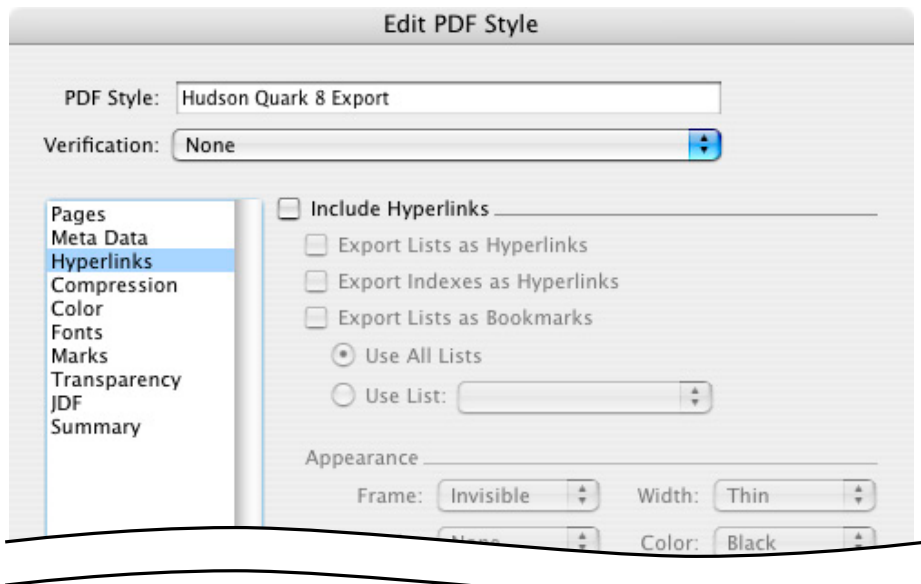 Edit PDF Style
PDF Style: Hudson Quark 8 Export
Verification: None
Pages
Meta Data
Hyperlinks
Compression
Color
Fonts
Marks
Transparency
JDF
Summary
Include Hyperlinks
Export Lists as Hyperlinks
Export Indexes as Hyperlinks
Export Lists as Bookmarks
Use All Lists
Use List:
Appearance
Frame: Invisible Width: Thin
None Color: Black